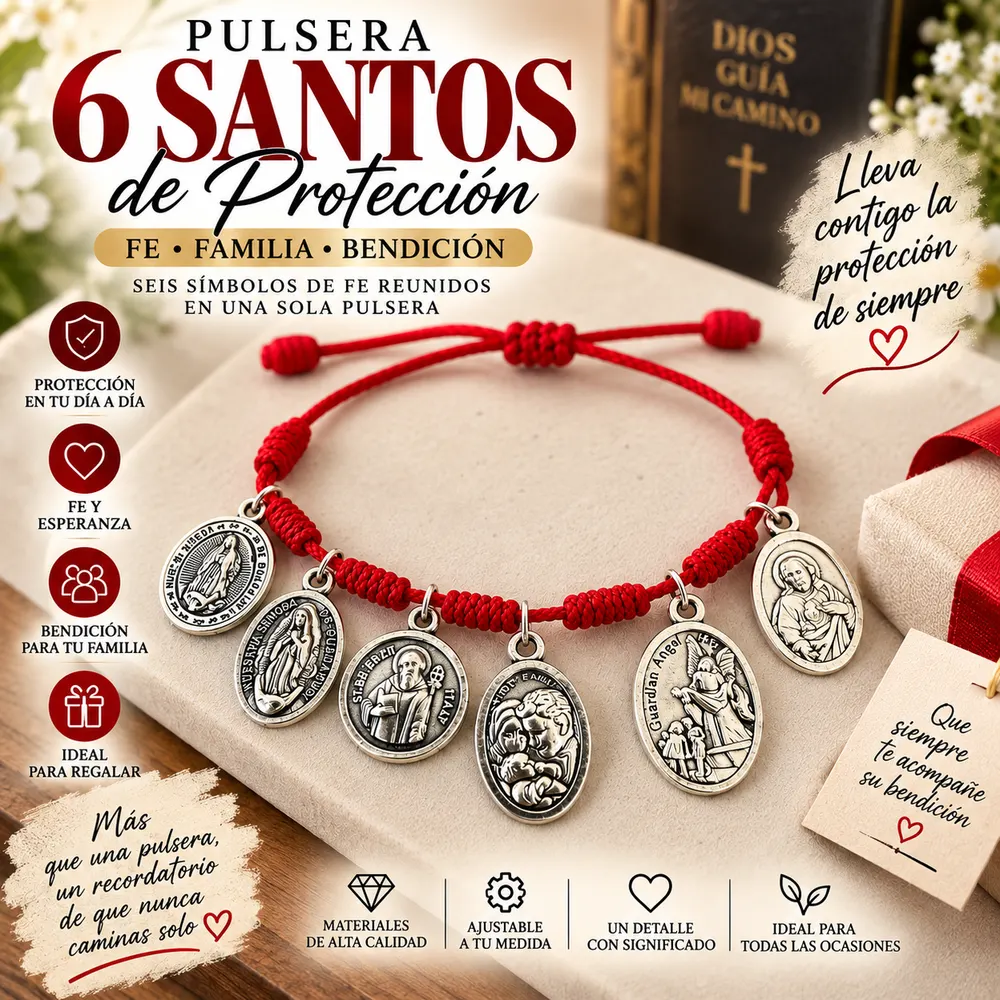 PULSERA
6 SANTOS
de Protección
FE • FAMILIA • BENDICIÓN
SEIS SÍMBOLOS DE FE REUNIDOS
EN UNA SOLA PULSERA
DIOS
GUÍA
MI CAMINO
Lleva
contigo la
protección
de siempre
PROTECCIÓN
EN TU DÍA A DÍA
FE Y
ESPERANZA
BENDICIÓN
PARA TU FAMILIA
IDEAL
PARA REGALAR
Guardian Angel
Que
siempre
te acompañe
su bendición
Más
que una pulsera,
un recordatorio
de que nunca
caminas solo
MATERIALES
DE ALTA CALIDAD
AJUSTABLE
A TU MEDIDA
UN DETALLE
CON SIGNIFICADO
IDEAL PARA
TODAS LAS OCASIONES